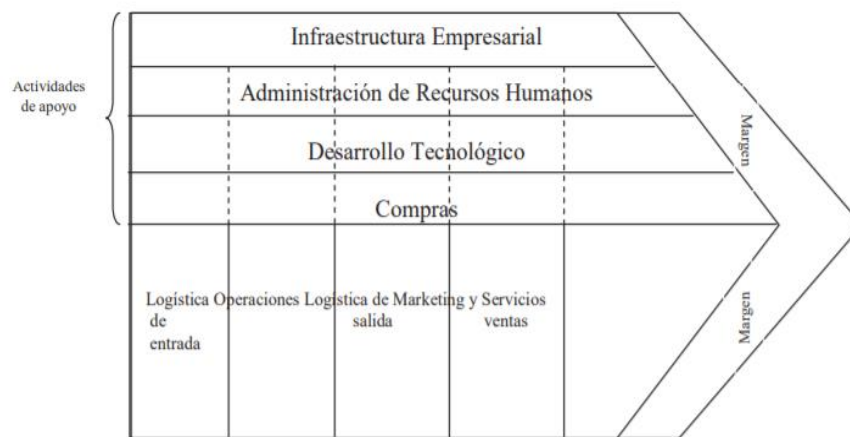 Infraestructura Empresarial
Actividades
de apoyo
Administración de Recursos Humanos
Desarrollo Tecnológico
Compras
Margen
Logística Operaciones Logística de Marketing y Servicios
de salida ventas
entrada
Margen